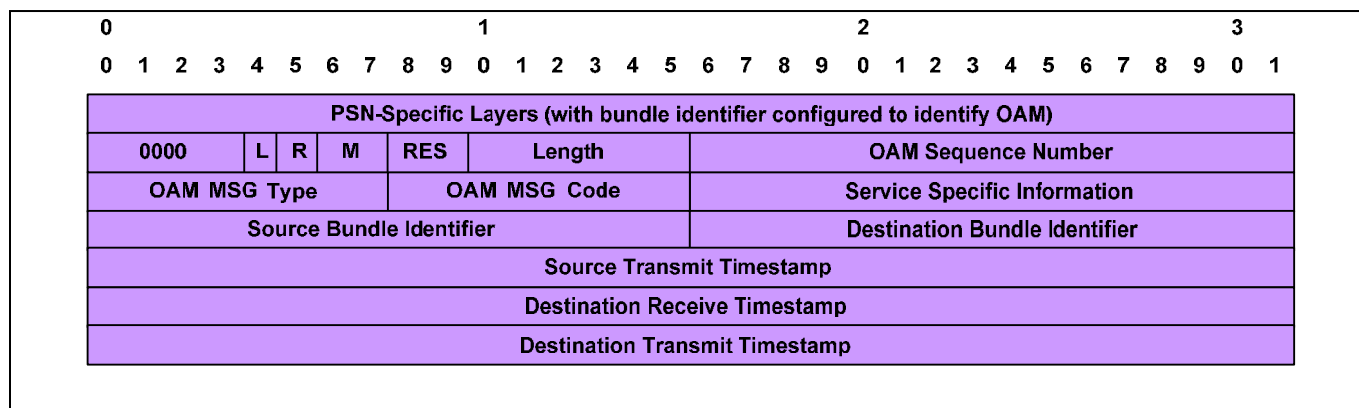 0 1 2 3
0 1 2 3 4 5 6 7 8 9 0 1 2 3 4 5 6 7 8 9 0 1 2 3 4 5 6 7 8 9 0 1
PSN-Specific Layers (with bundle identifier configured to identify OAM)
0000 L R M RES Length OAM Sequence Number
OAM MSG Type OAM MSG Code Service Specific Information
Source Bundle Identifier Destination Bundle Identifier
Source Transmit Timestamp
Destination Receive Timestamp
Destination Transmit Timestamp